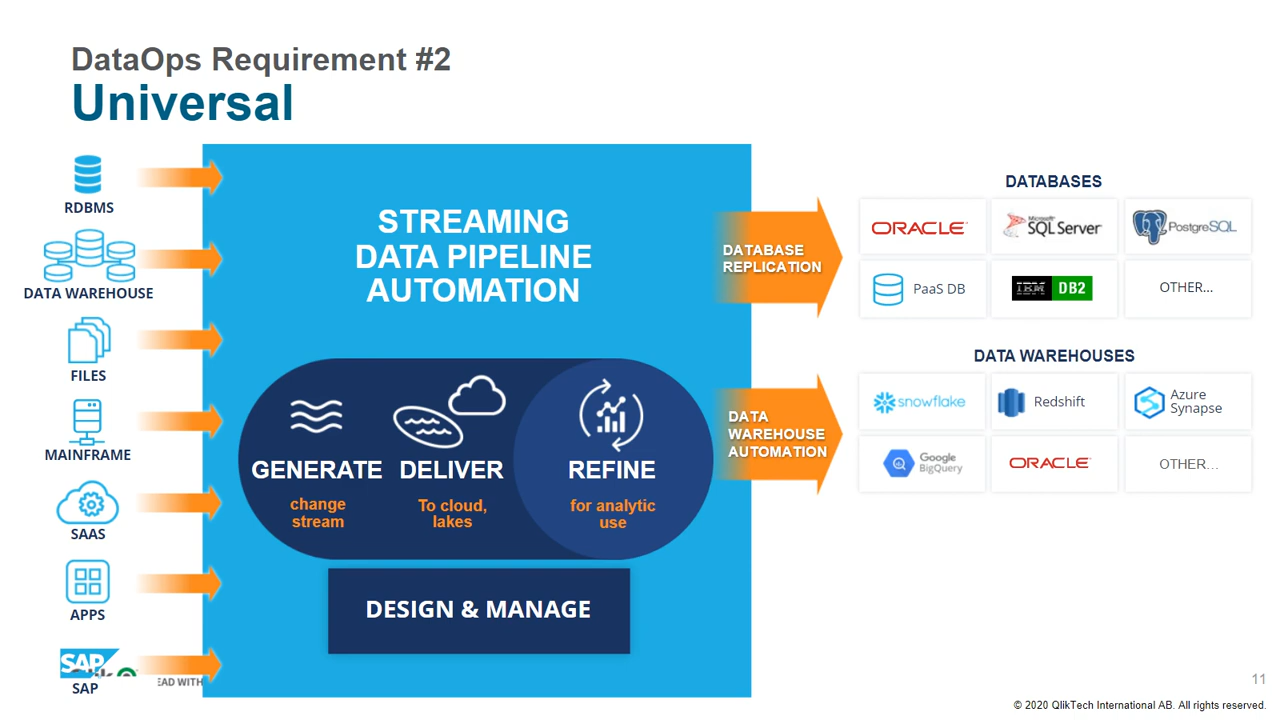 DataOps Requirement #2
Universal
RDBMS
DATA WAREHOUSE
FILES
MAINFRAME
SAAS
APPS
SAP
SAP
EAD WITH
STREAMING
DATA PIPELINE
AUTOMATION
GENERATE
change
stream
DELIVER
To cloud,
lakes
REFINE
for analytic
use
DESIGN & MANAGE
DATABASE
REPLICATION
DATA
WAREHOUSE
AUTOMATION
DATABASES
ORACLE
Microsoft
SQL Server
PostgreSQL
PaaS DB
IBM DB2
OTHER...
DATA WAREHOUSES
snowflake
Redshift
Azure
Synapse
Google
BigQuery
ORACLE
OTHER...
11
© 2020 QlikTech International AB. All rights reserved.